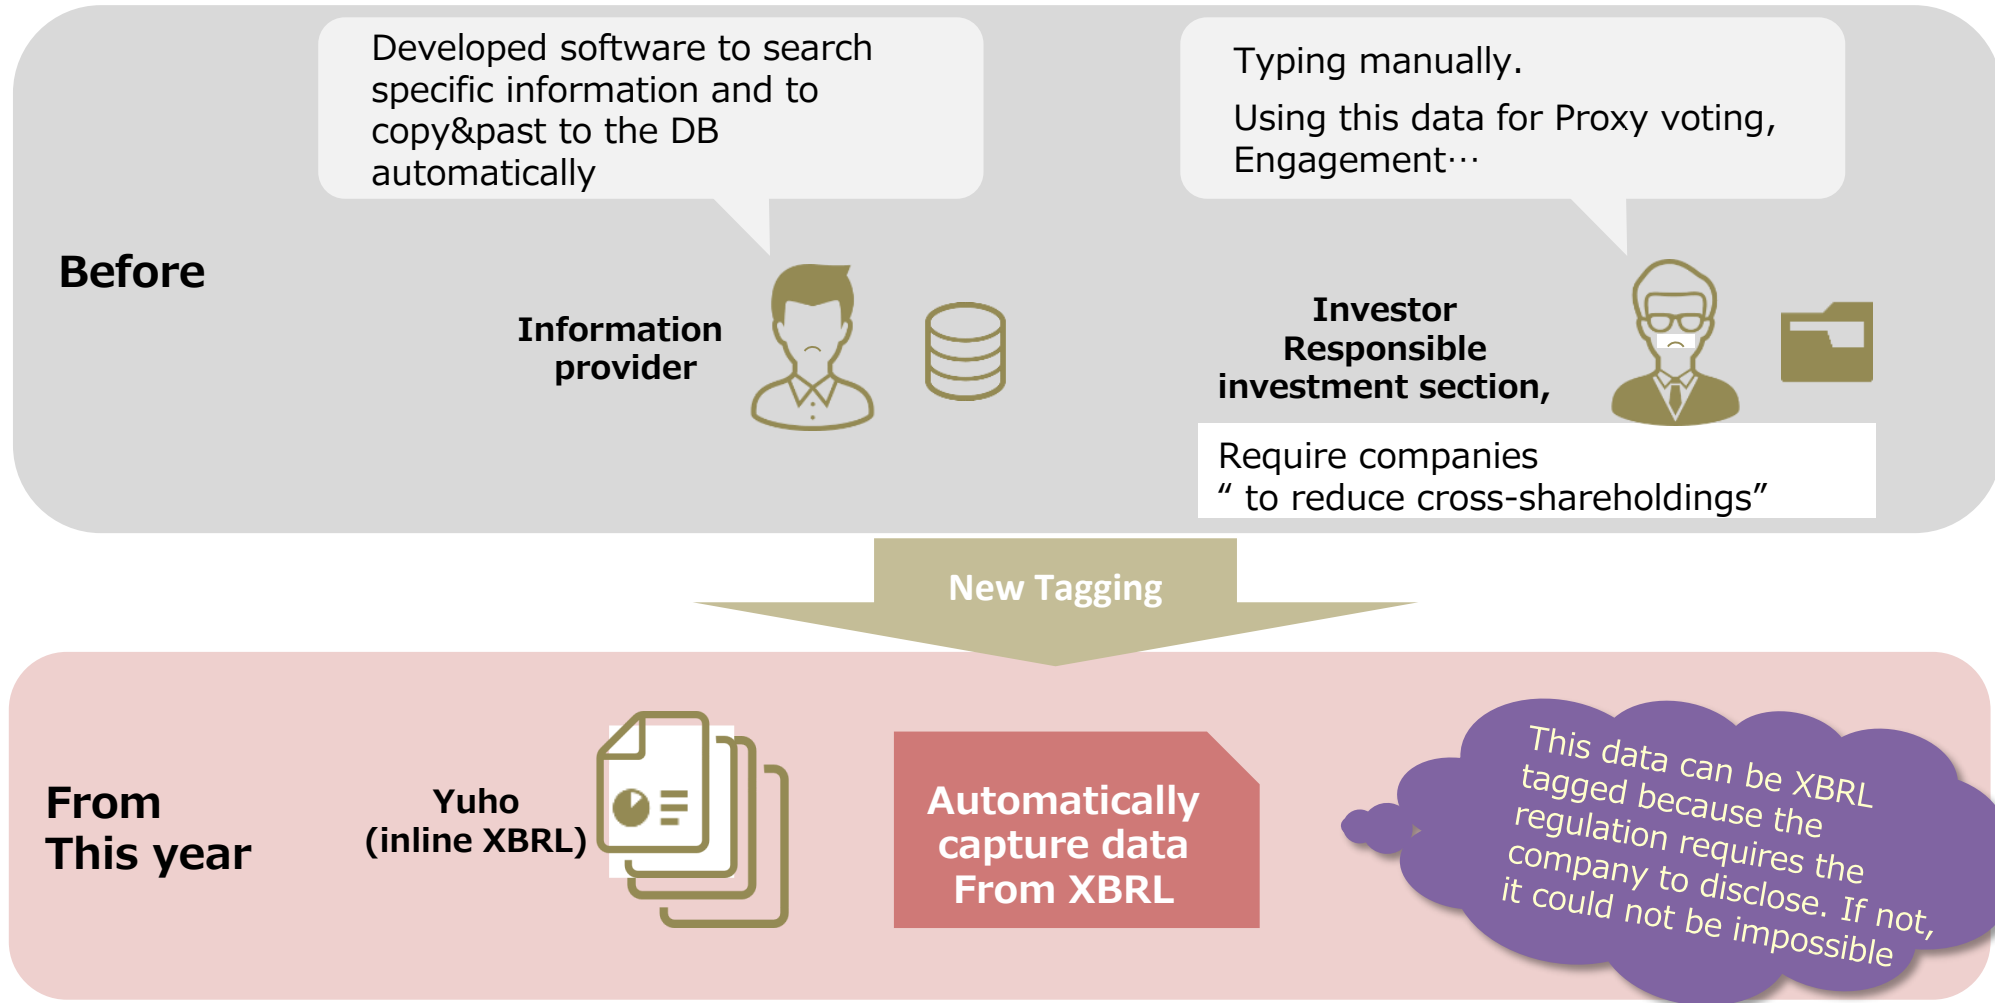 Developed software to search
specific information and to
copy&past to the DB
automatically
Typing manually.
Using this data for Proxy voting,
Engagement⋯
Before
Information
provider
Investor
Responsible
investment section,
Require companies
“ to reduce cross-shareholdings”
New Tagging
From
This year
Yuho
(inline XBRL)
Automatically
capture data
From XBRL
This data can be XBRL
tagged because the
regulation requires the
company to disclose. If not,
it could not be impossible